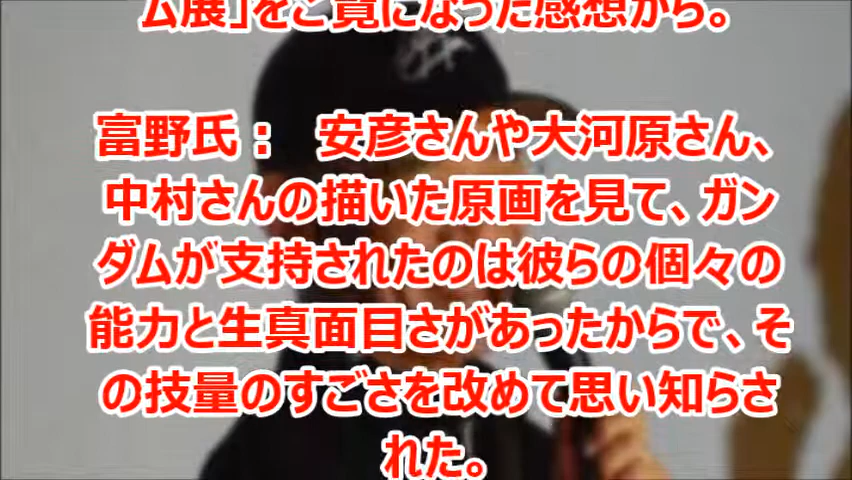 ム展」をご覧になった感想から。
富野氏：　安彦さんや大河原さん、
中村さんの描いた原画を見て、ガン
ダムが支持されたのは彼らの個々の
能力と生真面目さがあったからで、そ
の技量のすごさを改めて思い知らさ
れた。